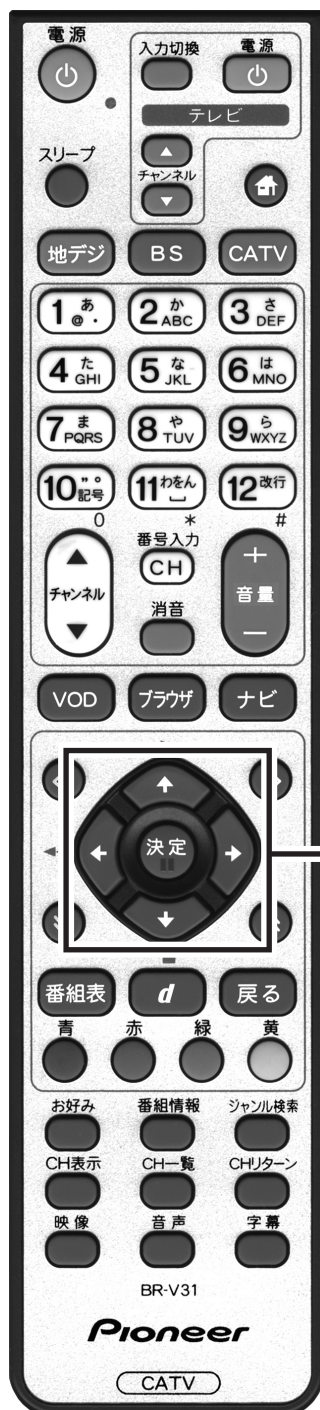 電源
入力切換 電源
テレビ
スリープ
チャンネル
地デジ BS CATV
1 あ @. 2 か ABC 3 さ DEF
4 た GHI 5 な JKL 6 は MNO
7 ま PQRS 8 や TUV 9 ら WXYZ
10 ゛゜ 記号 11 わをん 12 改行
0 * #
番号入力
チャンネル CH + 音量 −
消音
VOD ブラウザ ナビ
決定
番組表 d 戻る
青 赤 緑 黄
お好み 番組情報 ジャンル検索
CH表示 CH一覧 CHリターン
映像 音声 字幕
BR-V31
Pioneer
CATV